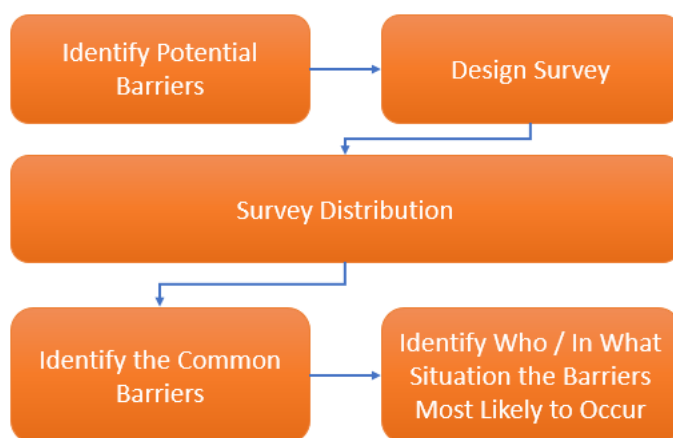 Identify Potential
Barriers
Design Survey
Survey Distribution
Identify the Common
Barriers
Identify Who / In What
Situation the Barriers
Most Likely to Occur